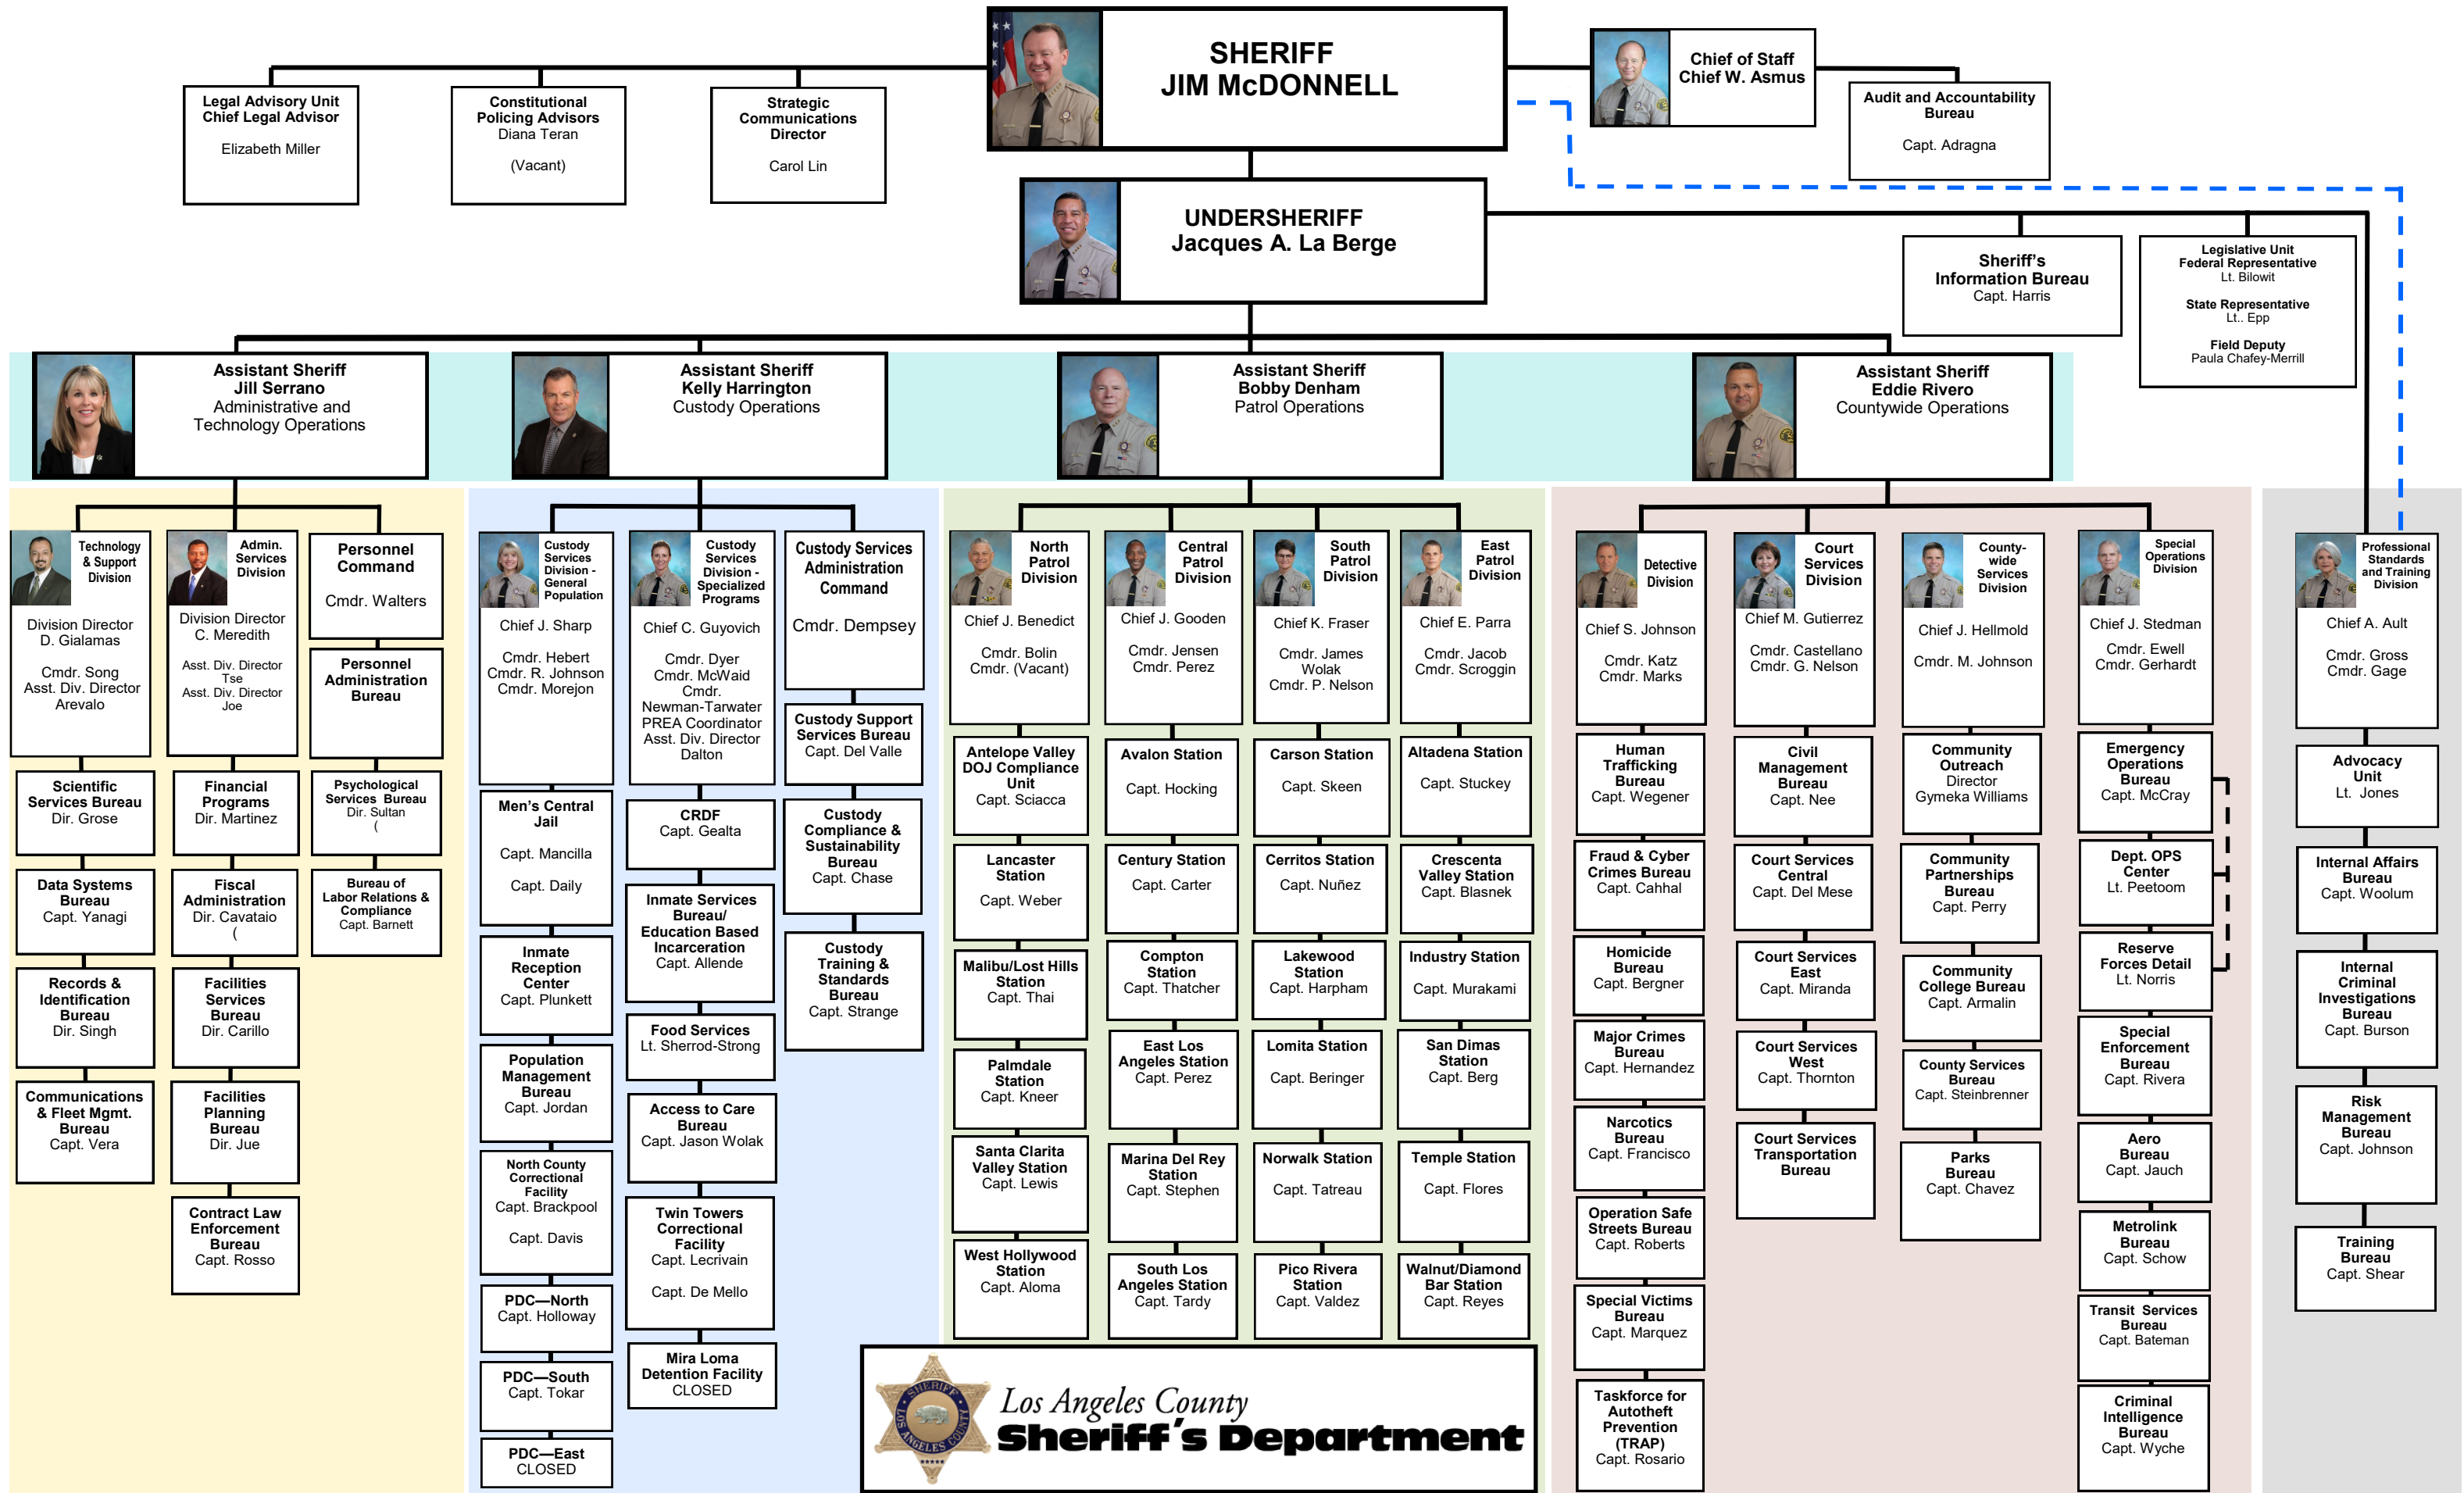 SHERIFF
JIM McDONNELL
Chief of Staff
Chief W. Asmus
Audit and Accountability
Bureau
Capt. Adragna
Legal Advisory Unit
Chief Legal Advisor
Elizabeth Miller
Constitutional
Policing Advisors
Diana Teran
(Vacant)
Strategic
Communications
Director
Carol Lin
UNDERSHERIFF
Jacques A. La Berge
Sheriff's
Information Bureau
Capt. Harris
Legislative Unit
Federal Representative
Lt. Bilowit
State Representative
Lt.. Epp
Field Deputy
Paula Chafey-Merrill
Assistant Sheriff
Jill Serrano
Administrative and
Technology Operations
Assistant Sheriff
Kelly Harrington
Custody Operations
Assistant Sheriff
Bobby Denham
Patrol Operations
Assistant Sheriff
Eddie Rivero
Countywide Operations
Technology
& Support
Division
Division Director
D. Gialamas
Cmdr. Song
Asst. Div. Director
Arevalo
Scientific
Services Bureau
Dir. Grose
Data Systems
Bureau
Capt. Yanagi
Records &
Identification
Bureau
Dir. Singh
Communications
& Fleet Mgmt.
Bureau
Capt. Vera
Admin.
Services
Division
Division Director
C. Meredith
Asst. Div. Director
Tse
Asst. Div. Director
Joe
Financial
Programs
Dir. Martinez
Fiscal
Administration
Dir. Cavataio
(
Facilities
Services
Bureau
Dir. Carillo
Facilities
Planning
Bureau
Dir. Jue
Contract Law
Enforcement
Bureau
Capt. Rosso
Personnel
Command
Cmdr. Walters
Personnel
Administration
Bureau
Psychological
Services Bureau
Dir. Sultan
(
Bureau of
Labor Relations &
Compliance
Capt. Barnett
Custody
Services
Division -
General
Population
Chief J. Sharp
Cmdr. Hebert
Cmdr. R. Johnson
Cmdr. Morejon
Men's Central
Jail
Capt. Mancilla
Capt. Daily
Inmate
Reception
Center
Capt. Plunkett
Population
Management
Bureau
Capt. Jordan
North County
Correctional
Facility
Capt. Brackpool
Capt. Davis
PDC—North
Capt. Holloway
PDC—South
Capt. Tokar
PDC—East
CLOSED
Custody
Services
Division -
Specialized
Programs
Chief C. Guyovich
Cmdr. Dyer
Cmdr. McWaid
Cmdr.
Newman-Tarwater
PREA Coordinator
Asst. Div. Director
Dalton
CRDF
Capt. Gealta
Inmate Services
Bureau/
Education Based
Incarceration
Capt. Allende
Food Services
Lt. Sherrod-Strong
Access to Care
Bureau
Capt. Jason Wolak
Twin Towers
Correctional
Facility
Capt. Lecrivain
Capt. De Mello
Mira Loma
Detention Facility
CLOSED
Custody Services
Administration
Command
Cmdr. Dempsey
Custody Support
Services Bureau
Capt. Del Valle
Custody
Compliance &
Sustainability
Bureau
Capt. Chase
Custody
Training &
Standards
Bureau
Capt. Strange
North
Patrol
Division
Chief J. Benedict
Cmdr. Bolin
Cmdr. (Vacant)
Antelope Valley
DOJ Compliance
Unit
Capt. Sciacca
Lancaster
Station
Capt. Weber
Malibu/Lost Hills
Station
Capt. Thai
Palmdale
Station
Capt. Kneer
Santa Clarita
Valley Station
Capt. Lewis
West Hollywood
Station
Capt. Aloma
Central
Patrol
Division
Chief J. Gooden
Cmdr. Jensen
Cmdr. Perez
Avalon Station
Capt. Hocking
Century Station
Capt. Carter
Compton
Station
Capt. Thatcher
East Los
Angeles Station
Capt. Perez
Marina Del Rey
Station
Capt. Stephen
South Los
Angeles Station
Capt. Tardy
South
Patrol
Division
Chief K. Fraser
Cmdr. James
Wolak
Cmdr. P. Nelson
Carson Station
Capt. Skeen
Cerritos Station
Capt. Nuñez
Lakewood
Station
Capt. Harpham
Lomita Station
Capt. Beringer
Norwalk Station
Capt. Tatreau
Pico Rivera
Station
Capt. Valdez
East
Patrol
Division
Chief E. Parra
Cmdr. Jacob
Cmdr. Scroggin
Altadena Station
Capt. Stuckey
Crescenta
Valley Station
Capt. Blasnek
Industry Station
Capt. Murakami
San Dimas
Station
Capt. Berg
Temple Station
Capt. Flores
Walnut/Diamond
Bar Station
Capt. Reyes
Detective
Division
Chief S. Johnson
Cmdr. Katz
Cmdr. Marks
Human
Trafficking
Bureau
Capt. Wegener
Fraud & Cyber
Crimes Bureau
Capt. Cahhal
Homicide
Bureau
Capt. Bergner
Major Crimes
Bureau
Capt. Hernandez
Narcotics
Bureau
Capt. Francisco
Operation Safe
Streets Bureau
Capt. Roberts
Special Victims
Bureau
Capt. Marquez
Taskforce for
Autotheft
Prevention
(TRAP)
Capt. Rosario
Court
Services
Division
Chief M. Gutierrez
Cmdr. Castellano
Cmdr. G. Nelson
Civil
Management
Bureau
Capt. Nee
Court Services
Central
Capt. Del Mese
Court Services
East
Capt. Miranda
Court Services
West
Capt. Thornton
Court Services
Transportation
Bureau
County-
wide
Services
Division
Chief J. Hellmold
Cmdr. M. Johnson
Community
Outreach
Director
Gymeka Williams
Community
Partnerships
Bureau
Capt. Perry
Community
College Bureau
Capt. Armalin
County Services
Bureau
Capt. Steinbrenner
Parks
Bureau
Capt. Chavez
Special
Operations
Division
Chief J. Stedman
Cmdr. Ewell
Cmdr. Gerhardt
Emergency
Operations
Bureau
Capt. McCray
Dept. OPS
Center
Lt. Peetoom
Reserve
Forces Detail
Lt. Norris
Special
Enforcement
Bureau
Capt. Rivera
Aero
Bureau
Capt. Jauch
Metrolink
Bureau
Capt. Schow
Transit Services
Bureau
Capt. Bateman
Criminal
Intelligence
Bureau
Capt. Wyche
Professional
Standards
and Training
Division
Chief A. Ault
Cmdr. Gross
Cmdr. Gage
Advocacy
Unit
Lt. Jones
Internal Affairs
Bureau
Capt. Woolum
Internal
Criminal
Investigations
Bureau
Capt. Burson
Risk
Management
Bureau
Capt. Johnson
Training
Bureau
Capt. Shear
SHERIFF
LOS ANGELES COUNTY
Los Angeles County
Sheriff's Department